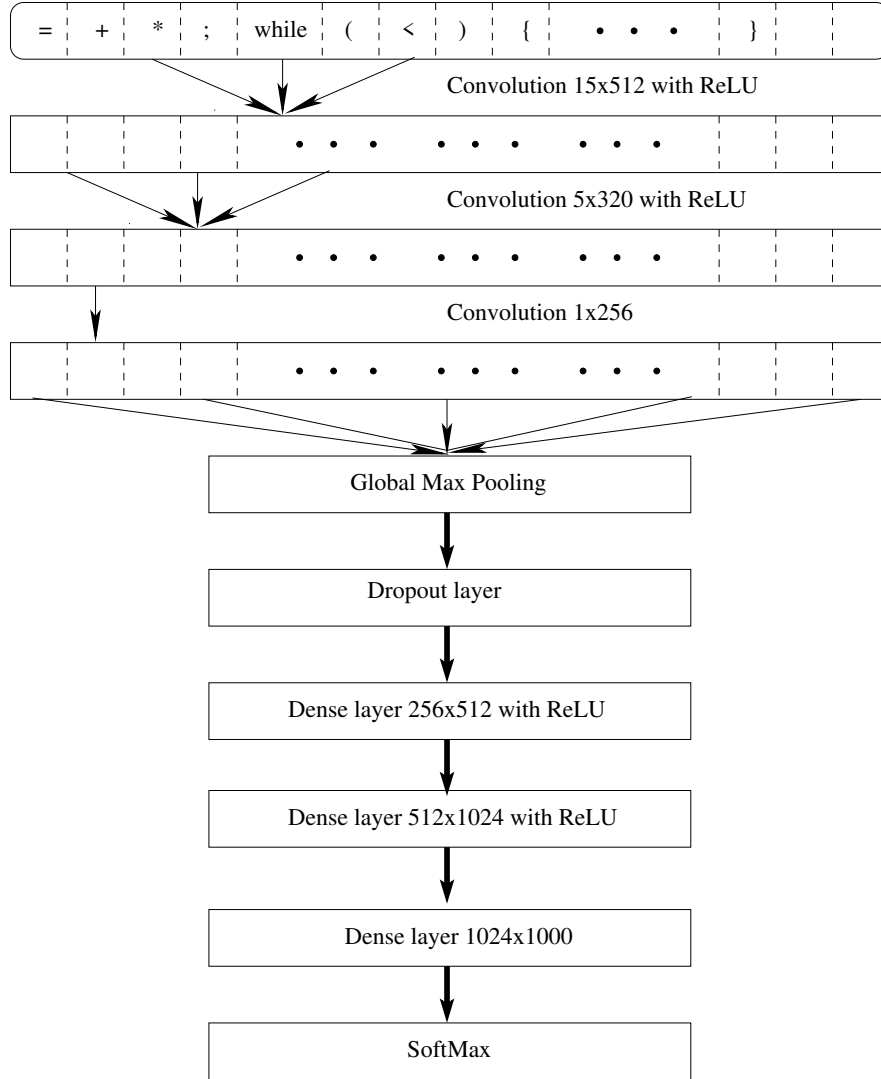 = + * ; while ( < ) { • • • }
Convolution 15x512 with ReLU
• • • • • • • • •
Convolution 5x320 with ReLU
• • • • • • • • •
Convolution 1x256
• • • • • • • • •
Global Max Pooling
Dropout layer
Dense layer 256x512 with ReLU
Dense layer 512x1024 with ReLU
Dense layer 1024x1000
SoftMax